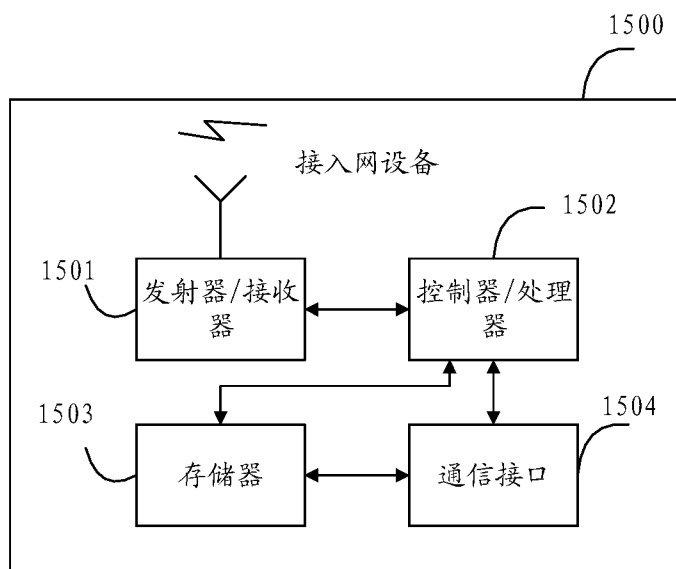 1500
接入网设备
1502
1501
发射器/接收
器
控制器/处理
器
1503
1504
存储器
通信接口